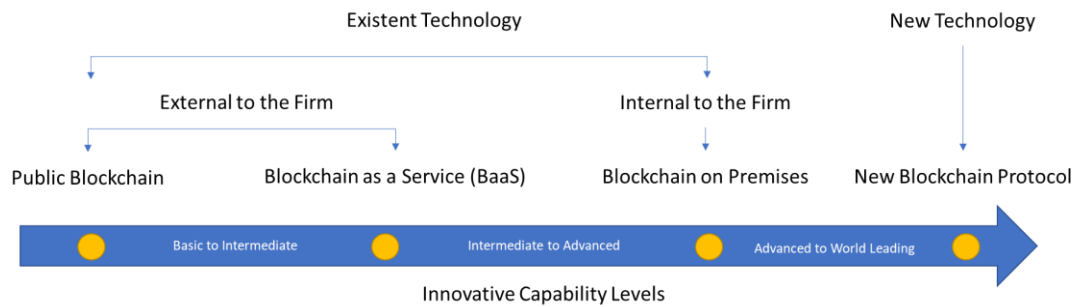 Existent Technology
New Technology
External to the Firm
Internal to the Firm
Public Blockchain
Blockchain as a Service (BaaS)
Blockchain on Premises
New Blockchain Protocol
Basic to Intermediate
Intermediate to Advanced
Advanced to World Leading
Innovative Capability Levels